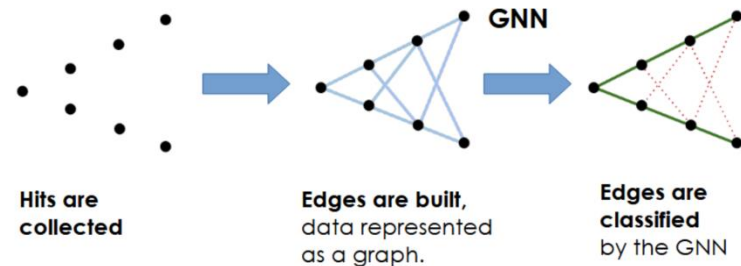 GNN
Hits are
collected
Edges are built,
data represented
as a graph.
Edges are
classified
by the GNN